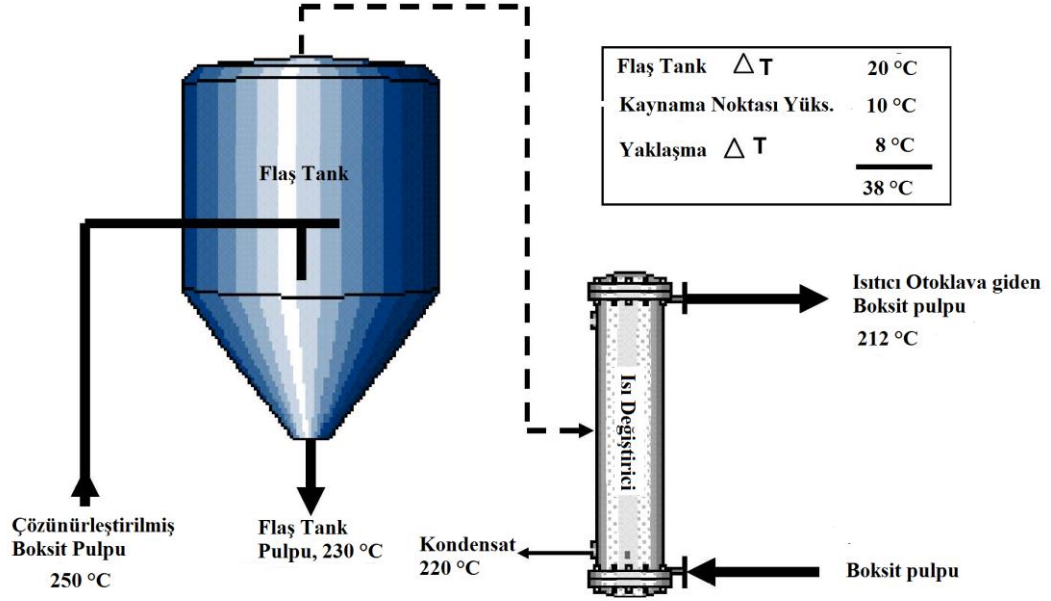 Flaş Tank △ T 20 °C
Kaynama Noktası Yüks. 10 °C
Yaklaşma △ T 8 °C
38 °C
Flaş Tank
Isıtıcı Otoklava giden
Boksit pulpu
212 °C
Isı Değiştirici
Çözünürleştirilmiş
Boksit Pulpu
250 °C
Flaş Tank
Pulpu, 230 °C
Kondensat
220 °C
Boksit pulpu